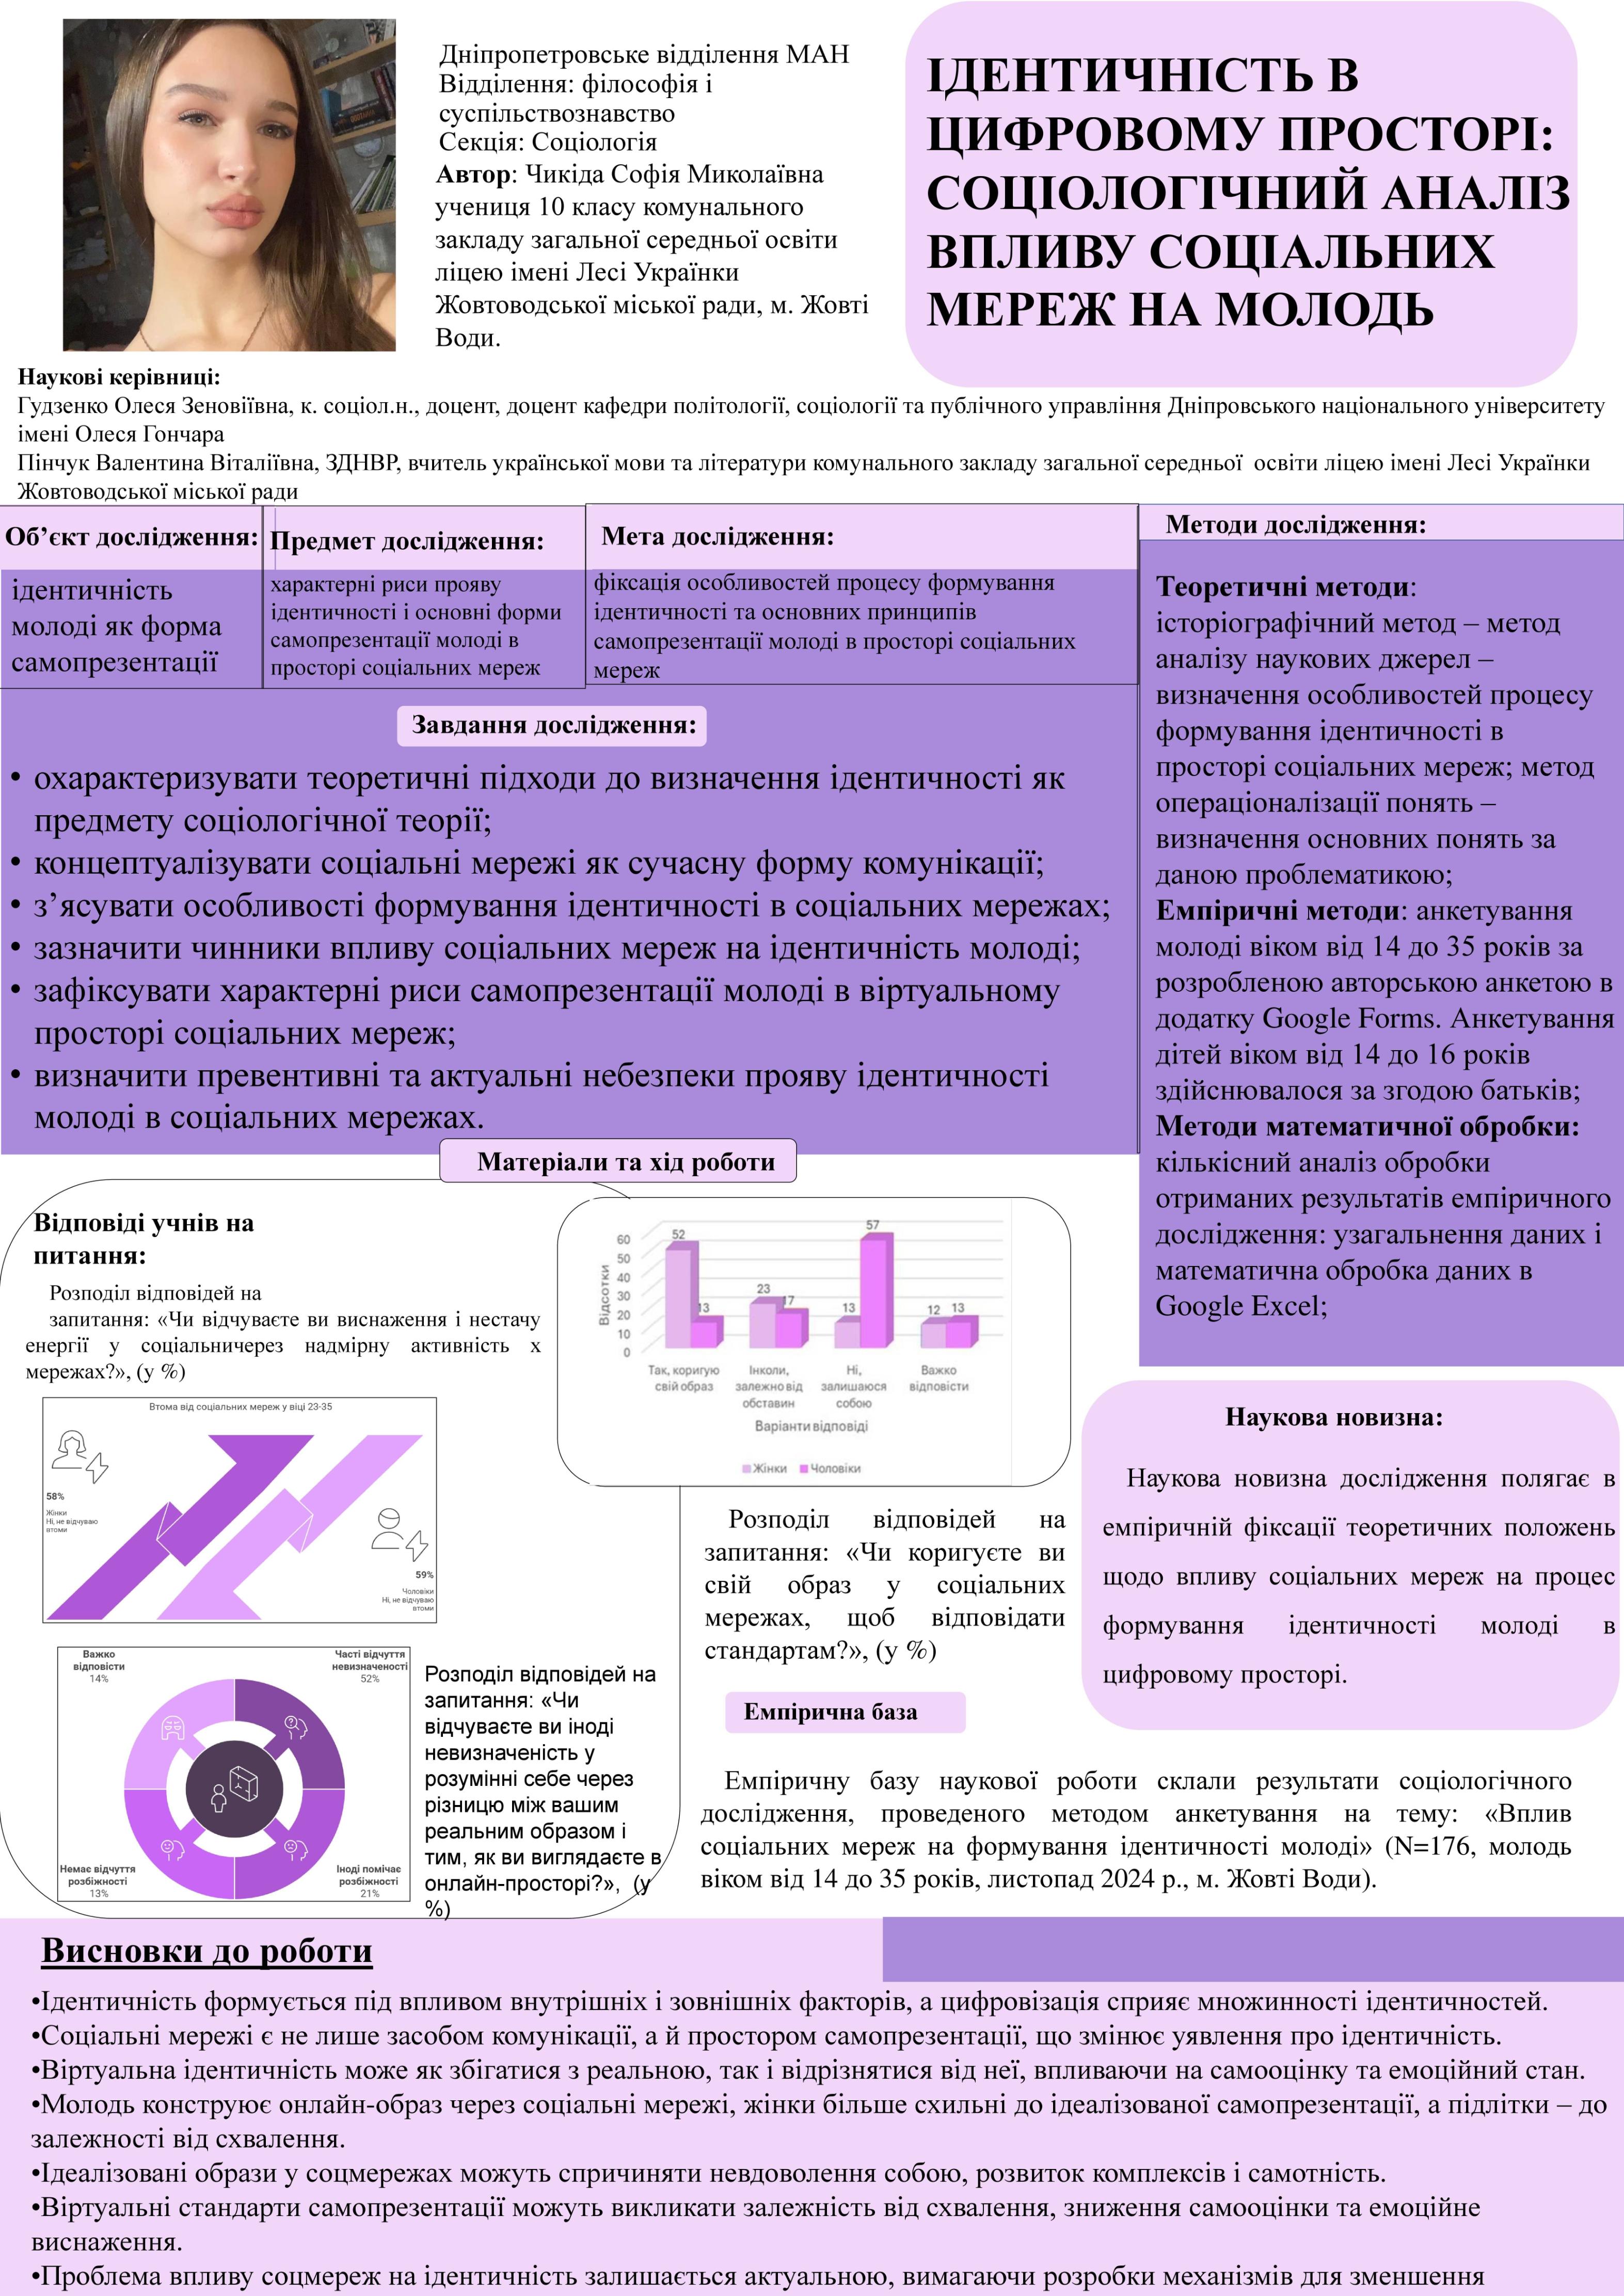 Дніпропетровське відділення МАН
Відділення: філософія і
суспільствознавство
Секція: Соціологія
Автор: Чикіда Софія Миколаївна
учениця 10 класу комунального
закладу загальної середньої освіти
ліцею імені Лесі Українки
Жовтоводської міської ради, м. Жовті
Води.
ІДЕНТИЧНІСТЬ В
ЦИФРОВОМУ ПРОСТОРІ:
СОЦІОЛОГІЧНИЙ АНАЛІЗ
ВПЛИВУ СОЦІАЛЬНИХ
МЕРЕЖ НА МОЛОДЬ
Наукові керівниці:
Гудзенко Олеся Зеновіївна, к. соціол.н., доцент, доцент кафедри політології, соціології та публічного управління Дніпровського національного університету
імені Олеся Гончара
Пінчук Валентина Віталіївна, ЗДНВР, вчитель української мови та літератури комунального закладу загальної середньої освіти ліцею імені Лесі Українки
Жовтоводської міської ради
Об’єкт дослідження:
ідентичність
молоді як форма
самопрезентації
Предмет дослідження:
характерні риси прояву
ідентичності і основні форми
самопрезентації молоді в
просторі соціальних мереж
Мета дослідження:
фіксація особливостей процесу формування
ідентичності та основних принципів
самопрезентації молоді в просторі соціальних
мереж
Методи дослідження:
Теоретичні методи:
історіографічний метод – метод
аналізу наукових джерел –
визначення особливостей процесу
формування ідентичності в
просторі соціальних мереж; метод
операціоналізації понять –
визначення основних понять за
даною проблематикою;
Емпіричні методи: анкетування
молоді віком від 14 до 35 років за
розробленою авторською анкетою в
додатку Google Forms. Анкетування
дітей віком від 14 до 16 років
здійснювалося за згодою батьків;
Методи математичної обробки:
кількісний аналіз обробки
отриманих результатів емпіричного
дослідження: узагальнення даних і
математична обробка даних в
Google Excel;
Завдання дослідження:
• охарактеризувати теоретичні підходи до визначення ідентичності як
предмету соціологічної теорії;
• концептуалізувати соціальні мережі як сучасну форму комунікації;
• з’ясувати особливості формування ідентичності в соціальних мережах;
• зазначити чинники впливу соціальних мереж на ідентичність молоді;
• зафіксувати характерні риси самопрезентації молоді в віртуальному
просторі соціальних мереж;
• визначити превентивні та актуальні небезпеки прояву ідентичності
молоді в соціальних мережах.
Матеріали та хід роботи
Відповіді учнів на
питання:
Розподіл відповідей на
запитання: «Чи відчуваєте ви виснаження і нестачу
енергії у соціальничерез надмірну активність х
мережах?», (у %)
Втома від соціальних мереж у віці 23-35
58%
Жінки
Ні, не відчуваю
втоми
59%
Чоловіки
Ні, не відчуваю
втоми
Важко
відповісти
14%
Часті відчуття
невизначеності
52%
Немає відчуття
розбіжності
13%
Іноді помічає
розбіжності
21%
Розподіл відповідей на
запитання: «Чи
відчуваєте ви іноді
невизначеність у
розумінні себе через
різницю між вашим
реальним образом і
тим, як ви виглядаєте в
онлайн-просторі?», (у
%)
Відсотки
60
50
40
30
20
10
0
52
13
23
17
13
57
12
13
Так, коригую
свій образ
Інколи,
залежно від
обставин
Ні,
залишаюся
собою
Важко
відповісти
Варіанти відповіді
Жінки
Чоловіки
Розподіл відповідей на
запитання: «Чи коригуєте ви
свій образ у соціальних
мережах, щоб відповідати
стандартам?», (у %)
Наукова новизна:
Наукова новизна дослідження полягає в
емпіричній фіксації теоретичних положень
щодо впливу соціальних мереж на процес
формування ідентичності молоді в
цифровому просторі.
Емпірична база
Емпіричну базу наукової роботи склали результати соціологічного
дослідження, проведеного методом анкетування на тему: «Вплив
соціальних мереж на формування ідентичності молоді» (N=176, молодь
віком від 14 до 35 років, листопад 2024 р., м. Жовті Води).
Висновки до роботи
•Ідентичність формується під впливом внутрішніх і зовнішніх факторів, а цифровізація сприяє множинності ідентичностей.
•Соціальні мережі є не лише засобом комунікації, а й простором самопрезентації, що змінює уявлення про ідентичність.
•Віртуальна ідентичність може як збігатися з реальною, так і відрізнятися від неї, впливаючи на самооцінку та емоційний стан.
•Молодь конструює онлайн-образ через соціальні мережі, жінки більше схильні до ідеалізованої самопрезентації, а підлітки – до
залежності від схвалення.
•Ідеалізовані образи у соцмережах можуть спричиняти невдоволення собою, розвиток комплексів і самотність.
•Віртуальні стандарти самопрезентації можуть викликати залежність від схвалення, зниження самооцінки та емоційне
виснаження.
•Проблема впливу соцмереж на ідентичність залишається актуальною, вимагаючи розробки механізмів для зменшення